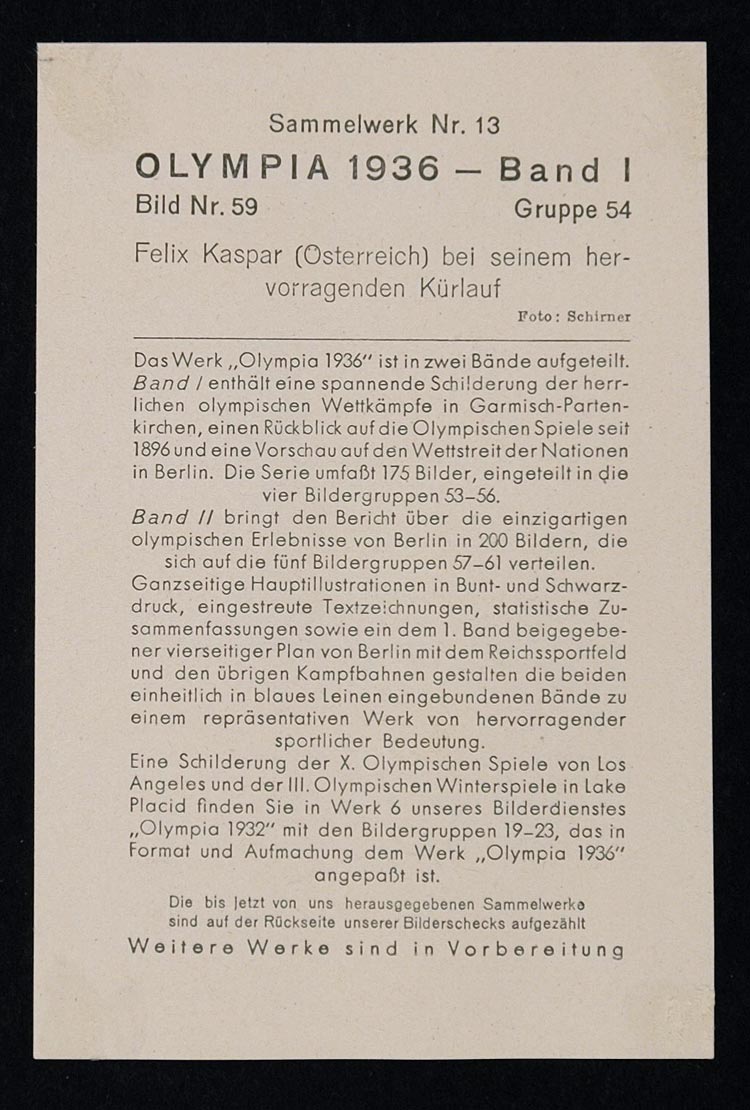 Sammelwerk Nr. 13
OLYMPIA 1936 — Band I
Bild Nr. 59 Gruppe 54
Felix Kaspar (Österreich) bei seinem her-
vorragenden Kürlauf
Foto: Schirner
Das Werk „Olympia 1936“ ist in zwei Bände aufgeteilt.
Band I enthält eine spannende Schilderung der herr-
lichen olympischen Wettkämpfe in Garmisch-Parten-
kirchen, einen Rückblick auf die Olympischen Spiele seit
1896 und eine Vorschau auf den Wettstreit der Nationen
in Berlin. Die Serie umfaßt 175 Bilder, eingeteilt in die
vier Bildergruppen 53–56.
Band II bringt den Bericht über die einzigartigen
olympischen Erlebnisse von Berlin in 200 Bildern, die
sich auf die fünf Bildergruppen 57–61 verteilen.
Ganzseitige Hauptillustrationen in Bunt- und Schwarz-
druck, eingestreute Textzeichnungen, statistische Zu-
sammenfassungen sowie ein dem 1. Band beigegebe-
ner vierseitiger Plan von Berlin mit dem Reichssportfeld
und den übrigen Kampfbahnen gestalten die beiden
einheitlich in blaues Leinen eingebundenen Bände zu
einem repräsentativen Werk von hervorragender
sportlicher Bedeutung.
Eine Schilderung der X. Olympischen Spiele von Los
Angeles und der III. Olympischen Winterspiele in Lake
Placid finden Sie in Werk 6 unseres Bilderdienstes
„Olympia 1932“ mit den Bildergruppen 19–23, das in
Format und Aufmachung dem Werk „Olympia 1936“
angepaßt ist.
Die bis jetzt von uns herausgegebenen Sammelwerke
sind auf der Rückseite unserer Bilderschecks aufgezählt
Weitere Werke sind in Vorbereitung